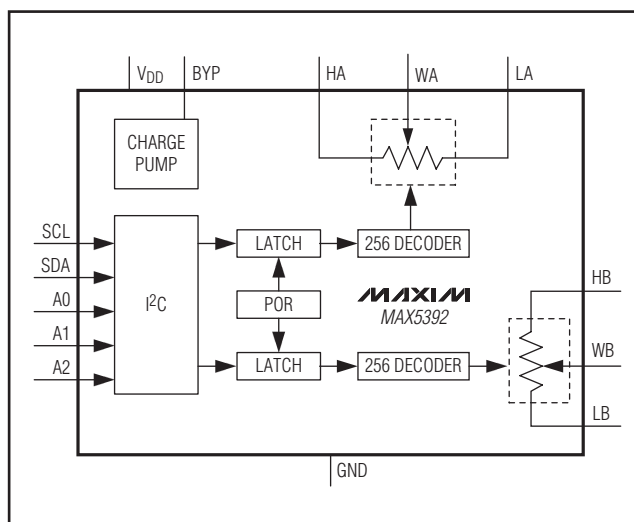 VDD BYP HA WA LA
CHARGE
PUMP
SCL
SDA
A0
A1
A2
I²C
LATCH
256 DECODER
POR
MAXIM
MAX5392
LATCH
256 DECODER
HB
WB
LB
GND